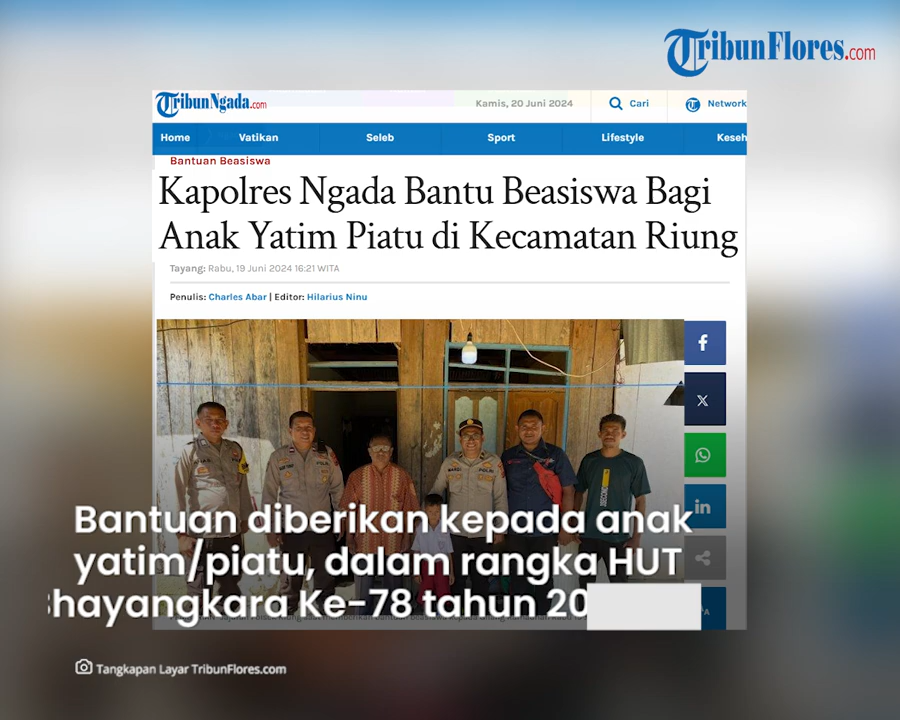 TribunFlores.com
TribunNgada.com
Kamis, 20 Juni 2024
Cari
Network
Home
Vatikan
Seleb
Sport
Lifestyle
Keseh
Bantuan Beasiswa
Kapolres Ngada Bantu Beasiswa Bagi
Anak Yatim Piatu di Kecamatan Riung
Tayang: Rabu, 19 Juni 2024 16:21 WITA
Penulis: Charles Abar | Editor: Hilarius Ninu
Bantuan diberikan kepada anak
yatim/piatu, dalam rangka HUT
hayangkara Ke-78 tahun 20
Tangkapan Layar TribunFlores.com